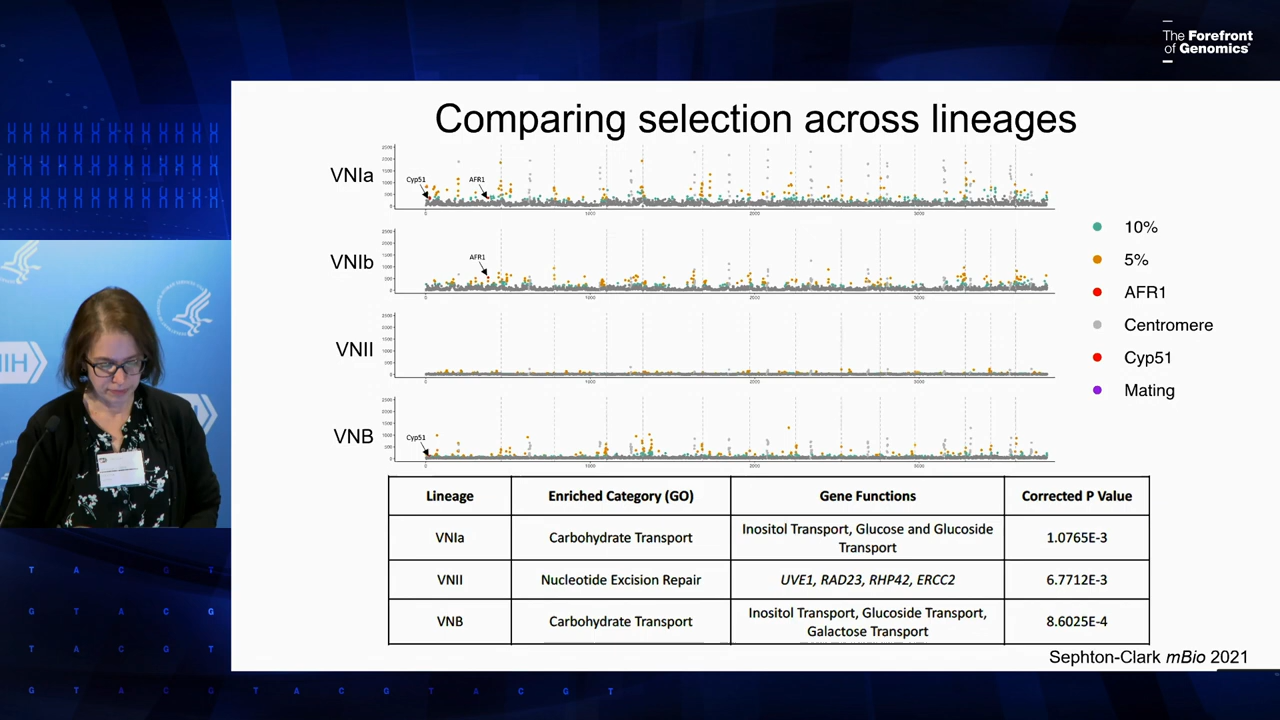 The Forefront
of Genomics®
Comparing selection across lineages
VNIa
Cyp51
AFR1
VNIb
AFR1
VNII
VNB
Cyp51
10%
5%
AFR1
Centromere
Cyp51
Mating
Lineage Enriched Category (GO) Gene Functions Corrected P Value
VNIa Carbohydrate Transport Inositol Transport, Glucose and Glucoside Transport 1.0765E-3
VNII Nucleotide Excision Repair UVE1, RAD23, RHP42, ERCC2 6.7712E-3
VNB Carbohydrate Transport Inositol Transport, Glucoside Transport, Galactose Transport 8.6025E-4
Sephton-Clark mBio 2021
NIH
T A C G T
G T A C G
T A C G T
G T A C G T A C G T A C G T